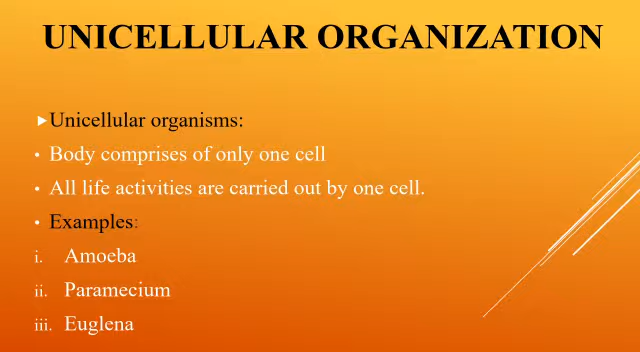 UNICELLULAR ORGANIZATION
Unicellular organisms:
• Body comprises of only one cell
• All life activities are carried out by one cell.
• Examples:
i. Amoeba
ii. Paramecium
iii. Euglena